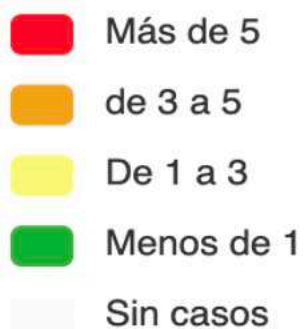 Más de 5
de 3 a 5
De 1 a 3
Menos de 1
Sin casos